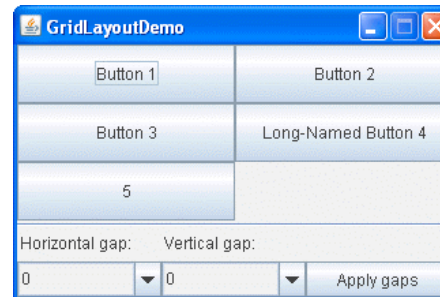 GridLayoutDemo
Button 1 Button 2
Button 3 Long-Named Button 4
5
Horizontal gap: Vertical gap:
0 0 Apply gaps